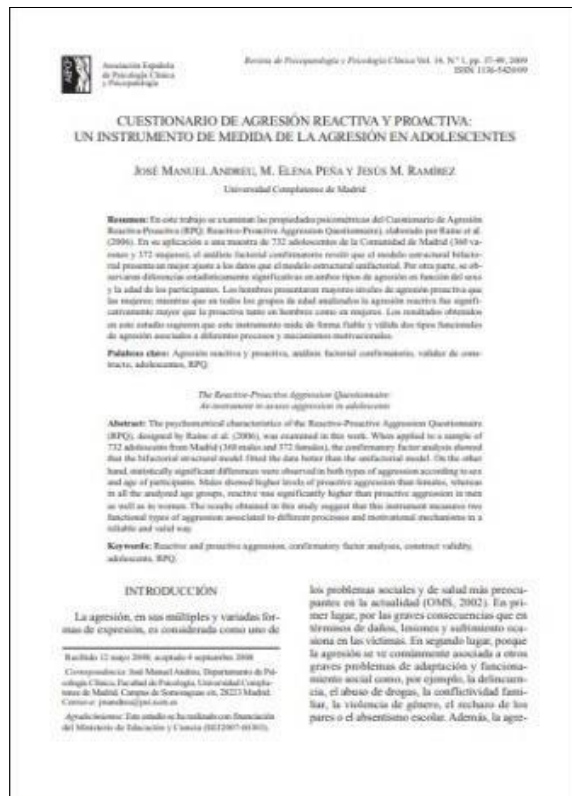 Asociación Española
de Psicología Clínica
y Psicopatología
Revista de Psicopatología y Psicología Clínica Vol. 14, N.º 1, pp. 37-49, 2009
ISSN 1136-5420/09
CUESTIONARIO DE AGRESIÓN REACTIVA Y PROACTIVA:
UN INSTRUMENTO DE MEDIDA DE LA AGRESIÓN EN ADOLESCENTES
JOSÉ MANUEL ANDREU, M. ELENA PEÑA Y JESÚS M. RAMÍREZ
Universidad Complutense de Madrid
Resumen: En este trabajo se examinan las propiedades psicométricas del Cuestionario de Agresión
Reactiva-Proactiva (RPQ; Reactive-Proactive Aggression Questionnaire), elaborado por Raine et al.
(2006). En su aplicación a una muestra de 732 adolescentes de la Comunidad de Madrid (360 va-
rones y 372 mujeres), el análisis factorial confirmatorio reveló que el modelo estructural bifacto-
rial presenta un mejor ajuste a los datos que el modelo estructural unifactorial. Por otra parte, se ob-
servaron diferencias estadísticamente significativas en ambos tipos de agresión en función del sexo
y la edad de los participantes. Los hombres presentaron mayores niveles de agresión proactiva que
las mujeres; mientras que en todos los grupos de edad analizados la agresión reactiva fue signifi-
cativamente mayor que la proactiva tanto en hombres como en mujeres. Los resultados obtenidos
en este estudio sugieren que este instrumento mide de forma fiable y válida dos tipos funcionales
de agresión asociados a diferentes procesos y mecanismos motivacionales.
Palabras clave: Agresión reactiva y proactiva, análisis factorial confirmatorio, validez de cons-
tructo, adolescentes, RPQ.
The Reactive-Proactive Aggression Questionnaire:
An instrument to assess aggression in adolescents
Abstract: The psychometrical characteristics of the Reactive-Proactive Aggression Questionnaire
(RPQ), designed by Raine et al. (2006), was examined in this work. When applied to a sample of
732 adolescents from Madrid (360 males and 372 females), the confirmatory factor analysis showed
that the bifactorial structural model fitted the data better than the unifactorial model. On the other
hand, statistically significant differences were observed in both types of aggression according to sex
and age of participants. Males showed higher levels of proactive aggression than females, whereas
in all the analysed age groups, reactive was significantly higher than proactive aggression in men
as well as in women. The results obtained in this study suggest that this instrument measures two
functional types of aggression associated to different processes and motivational mechanisms in a
reliable and valid way.
Keywords: Reactive and proactive aggression, confirmatory factor analyses, construct validity,
adolescents, RPQ.
INTRODUCCIÓN
La agresión, en sus múltiples y variadas for-
mas de expresión, es considerada como uno de
Recibido 12 mayo 2008; aceptado 4 septiembre 2008
Correspondencia: José Manuel Andreu, Departamento de Psi-
cología Clínica, Facultad de Psicología, Universidad Complu-
tense de Madrid, Campus de Somosaguas s/n, 28223 Madrid.
Correo-e:
Agradecimientos: Este estudio se ha realizado con financiación
del Ministerio de Educación y Ciencia
los problemas sociales y de salud más preocu-
pantes en la actualidad (OMS, 2002). En pri-
mer lugar, por las graves consecuencias que en
términos de daños, lesiones y sufrimiento oca-
siona en las víctimas. En segundo lugar, porque
la agresión se ve comúnmente asociada a otros
graves problemas de adaptación y funciona-
miento social como, por ejemplo, la delincuen-
cia, el abuso de drogas, la conflictividad fami-
liar, la violencia de género, el rechazo de los
pares o el absentismo escolar. Además, la agre-